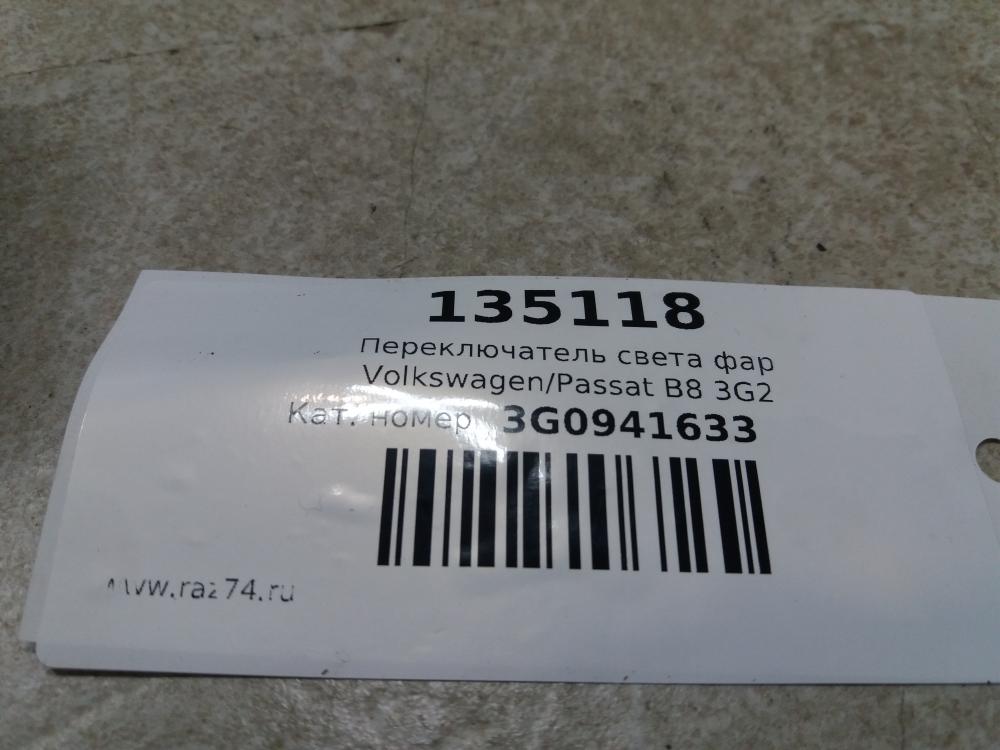 135118
Переключатель света фар
Volkswagen/Passat B8 3G2
Кат. номер 3G0941633
www.raz74.ru